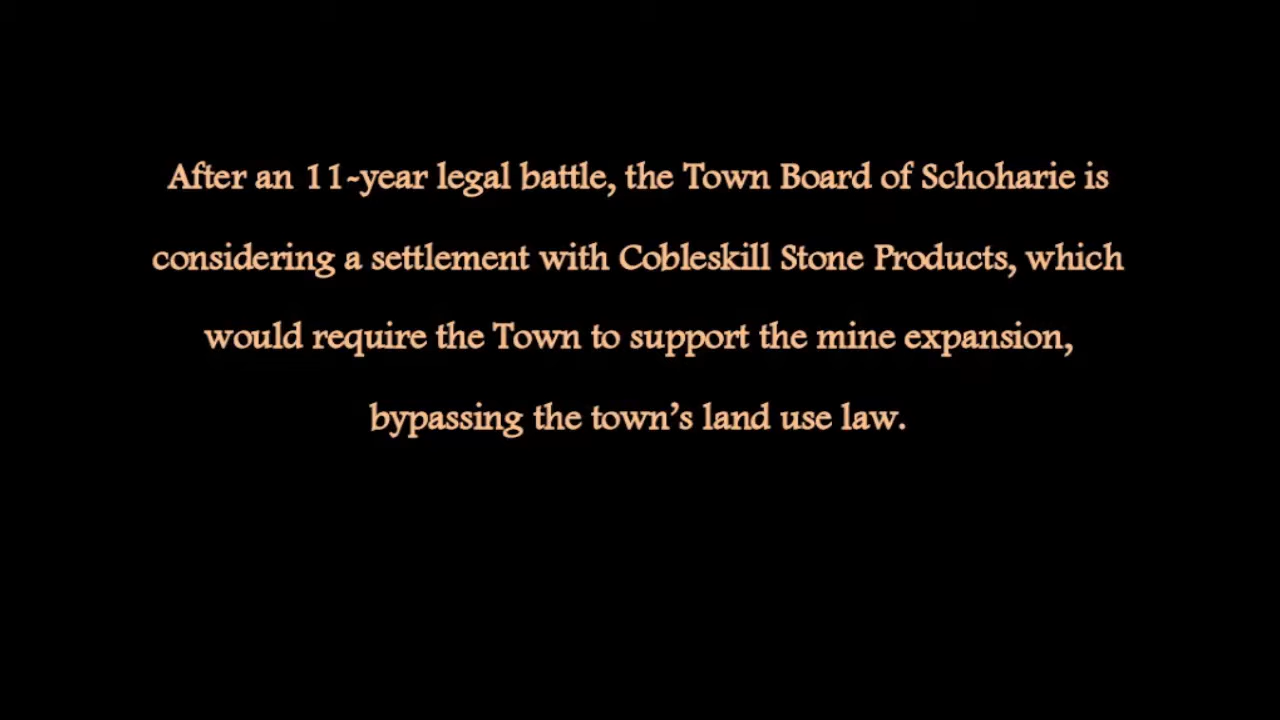 After an 11-year legal battle, the Town Board of Schoharie is
considering a settlement with Cobleskill Stone Products, which
would require the Town to support the mine expansion,
bypassing the town’s land use law.